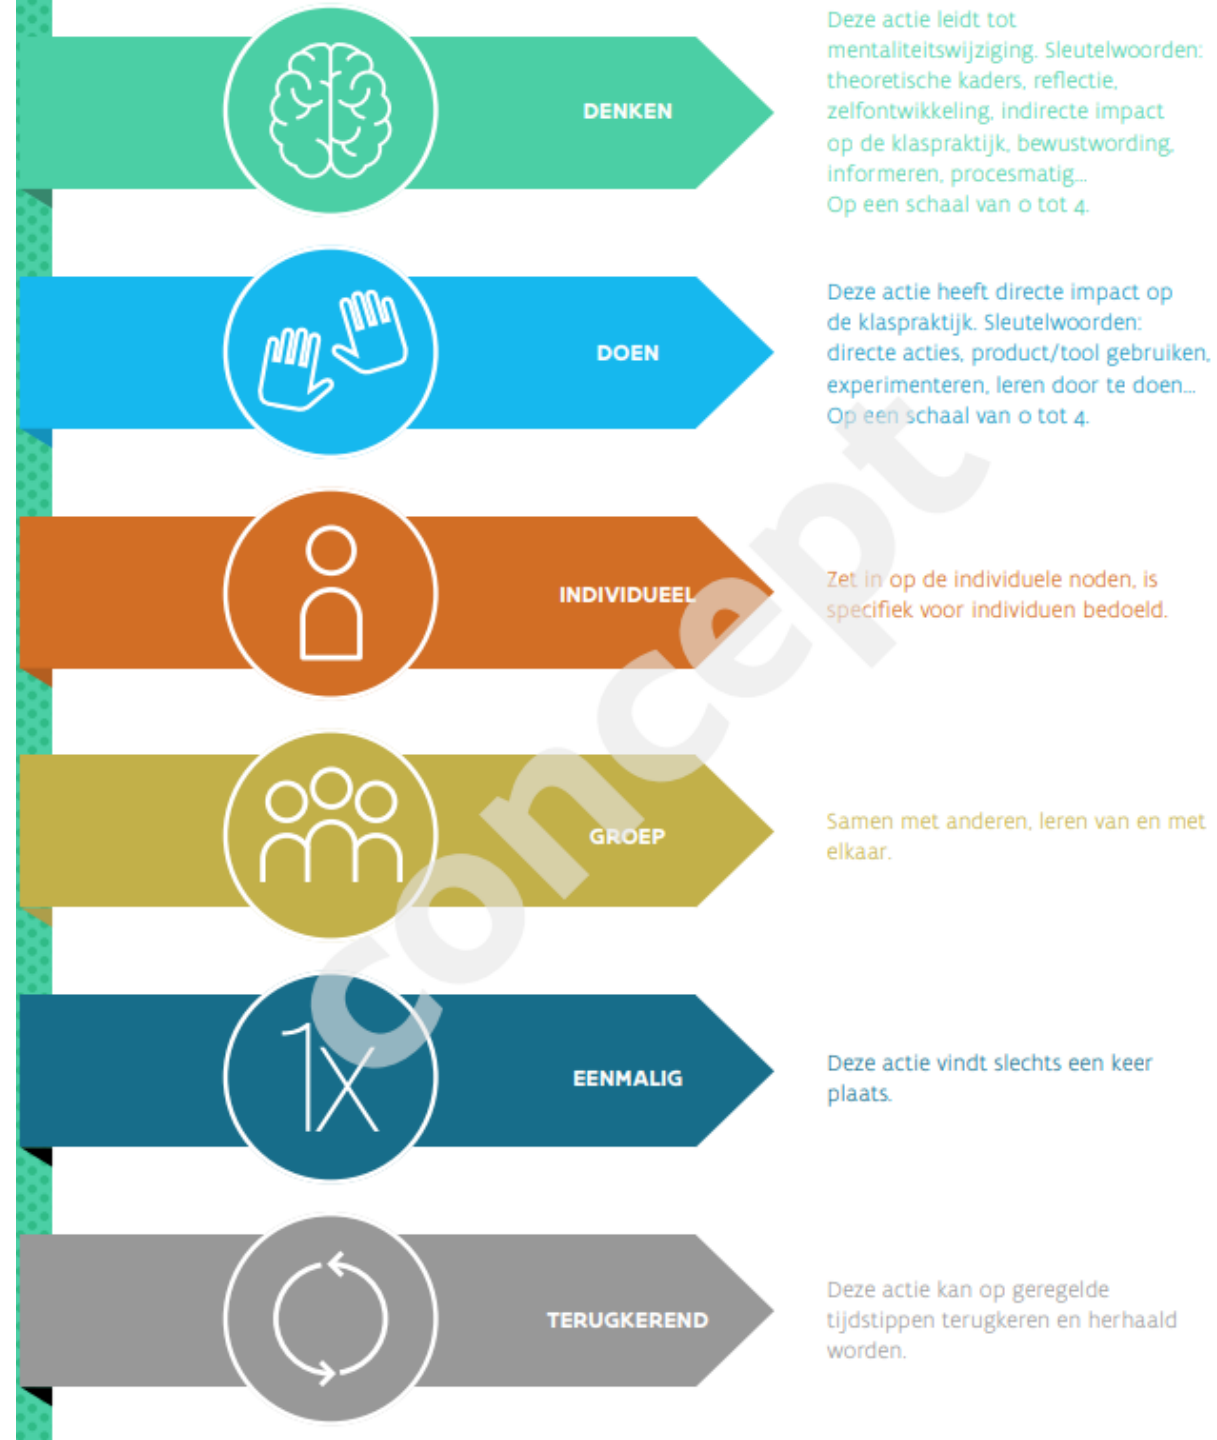 DENKEN
Deze actie leidt tot
mentaliteitswijziging. Sleutelwoorden:
theoretische kaders, reflectie,
zelfontwikkeling, indirecte impact
op de klaspraktijk, bewustwording,
informeren, procesmatig...
Op een schaal van 0 tot 4.
DOEN
Deze actie heeft directe impact op
de klaspraktijk. Sleutelwoorden:
directe acties, product/tool gebruiken,
experimenteren, leren door te doen...
Op een schaal van 0 tot 4.
INDIVIDUEEL
Zet in op de individuele noden, is
specifiek voor individuen bedoeld.
GROEP
Samen met anderen, leren van en met
elkaar.
1x
EENMALIG
Deze actie vindt slechts een keer
plaats.
TERUGKEREND
Deze actie kan op geregelde
tijdstippen terugkeren en herhaald
worden.
concept